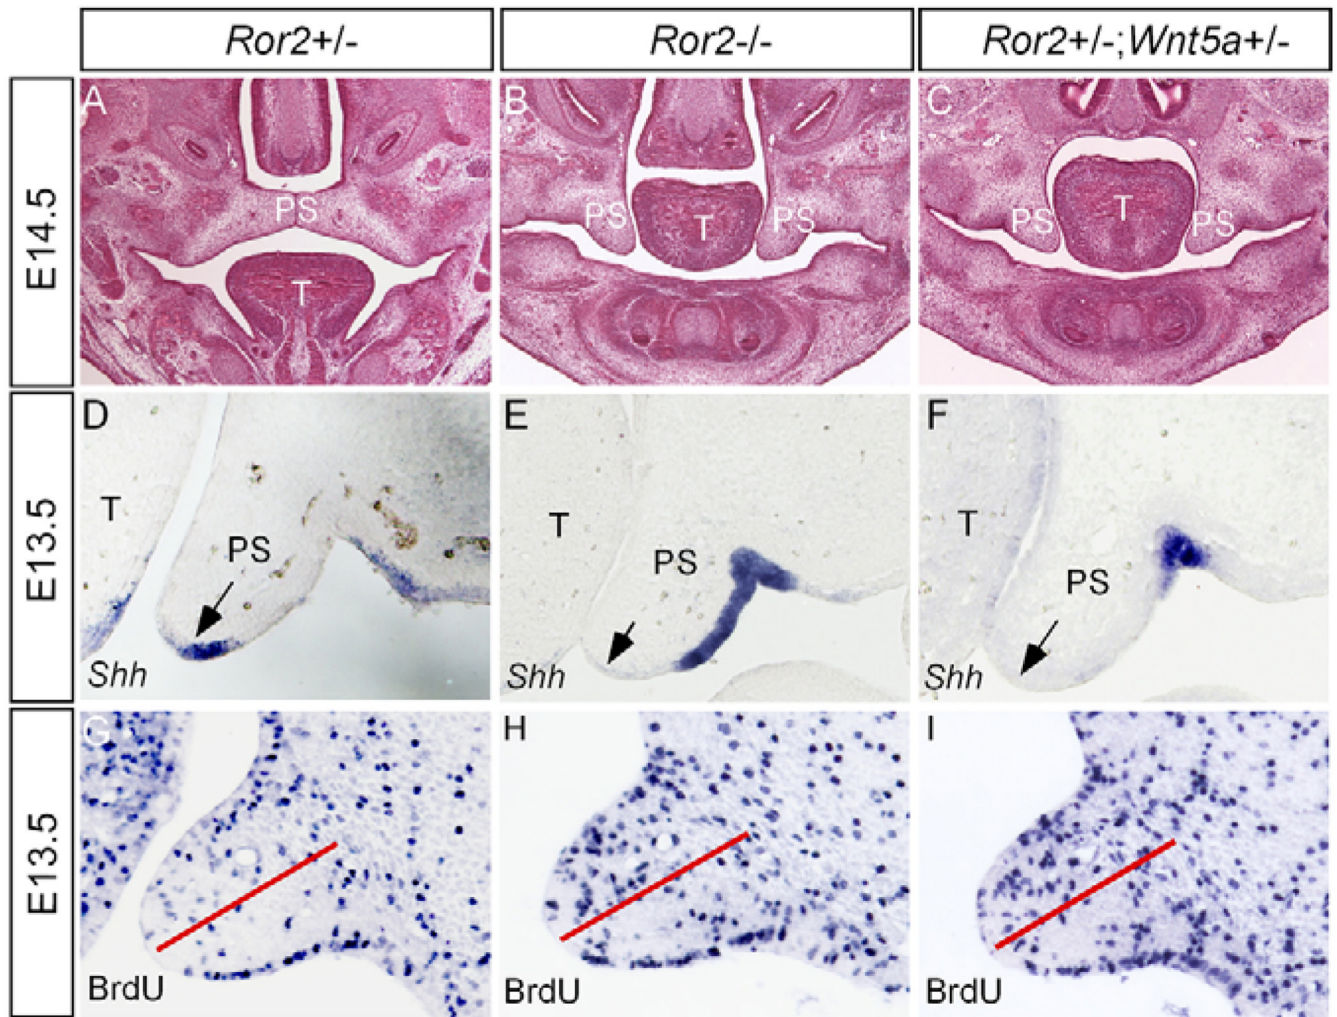 Ror2+/-
Ror2-/-
Ror2+/-;Wnt5a+/-
E14.5
A
PS
T
B
PS
T
PS
C
PS
T
PS
E13.5
D
T
PS
Shh
E
T
PS
Shh
F
T
PS
Shh
E13.5
G
BrdU
H
BrdU
I
BrdU